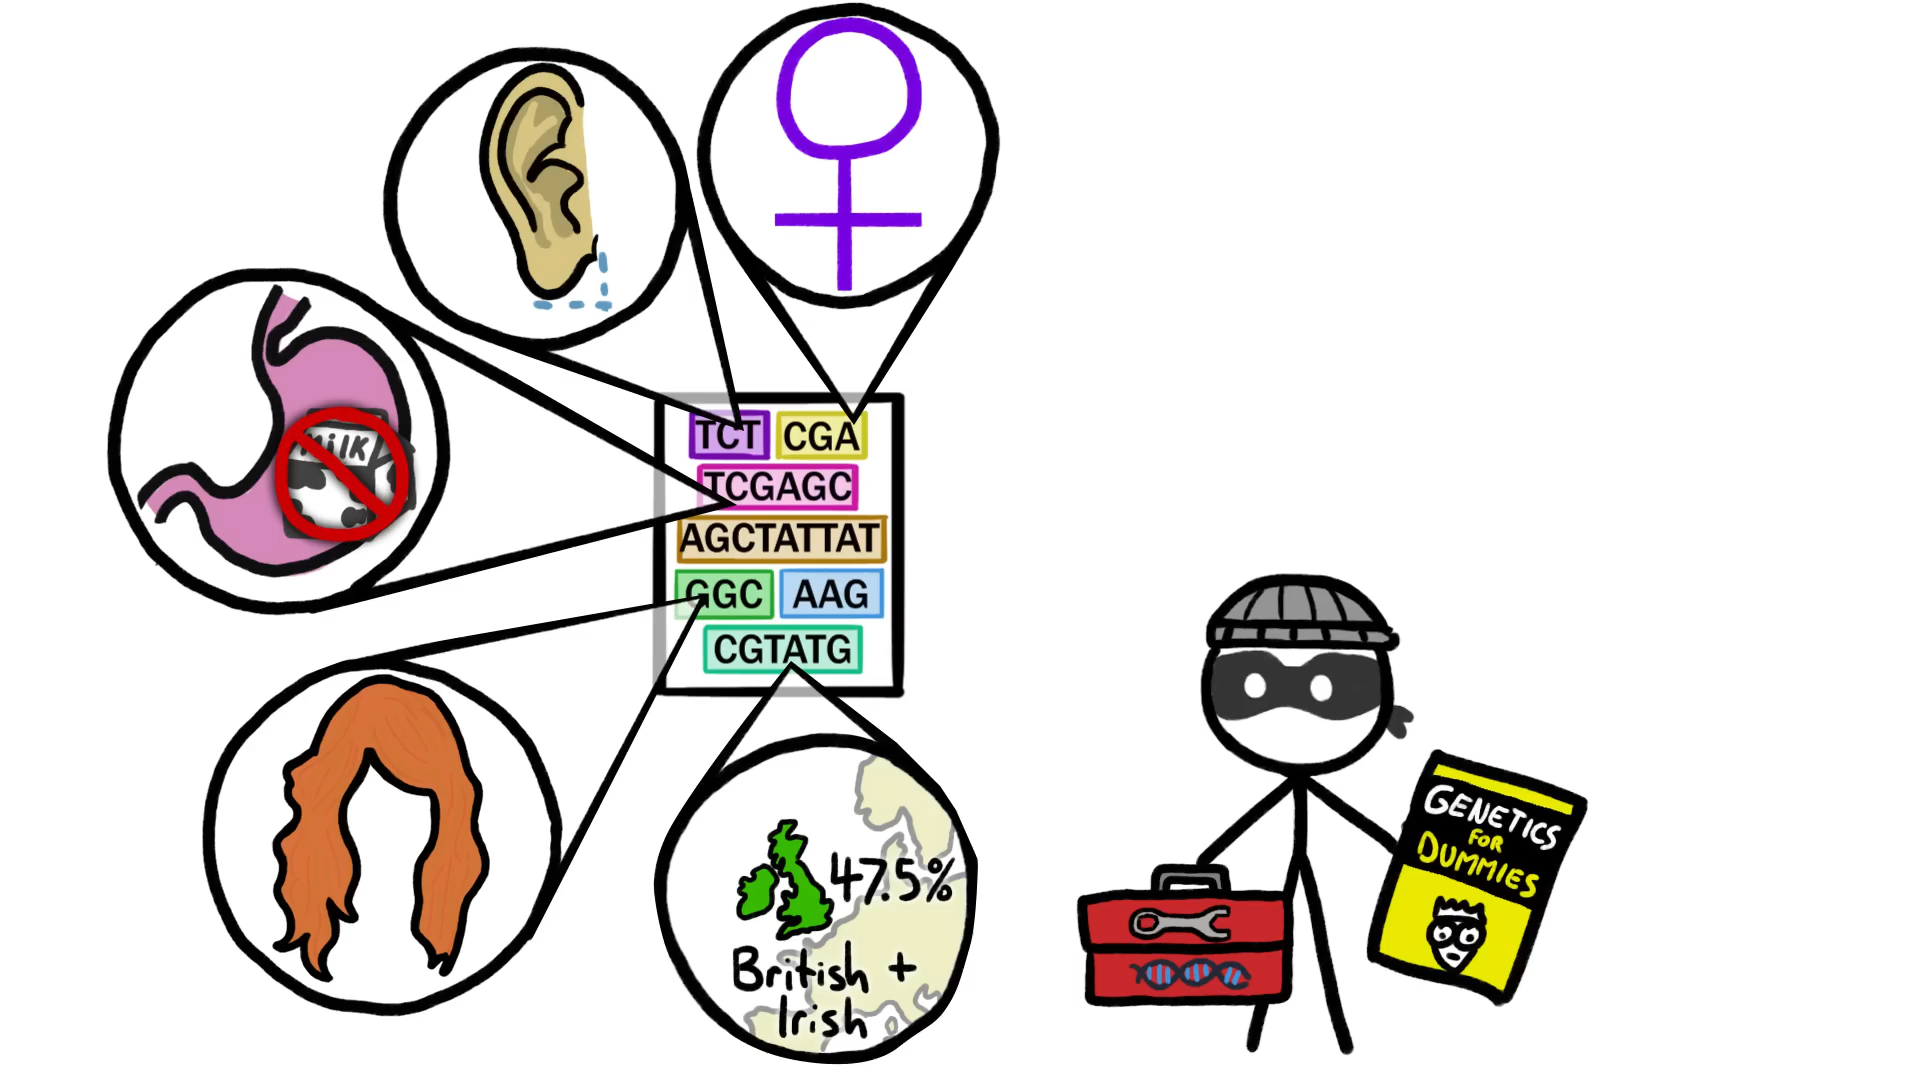 TCT CGA
TCGAGC
AGCTATTAT
GGC AAG
CGTATG
MiLK
47.5%
British +
Irish
GENETICS
FOR
DUMMIES